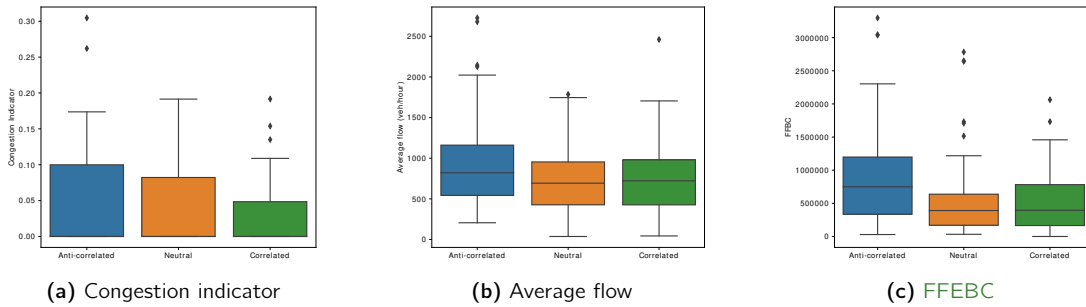 0.30
0.25
0.20
0.15
0.10
0.05
0.00
Congestion Indicator
Anti-correlated Neutral Correlated
(a) Congestion indicator
2500
2000
1500
1000
500
0
Average flow (veh/hour)
Anti-correlated Neutral Correlated
(b) Average flow
3000000
2500000
2000000
1500000
1000000
500000
0
FFBC
Anti-correlated Neutral Correlated
(c) FFEBC